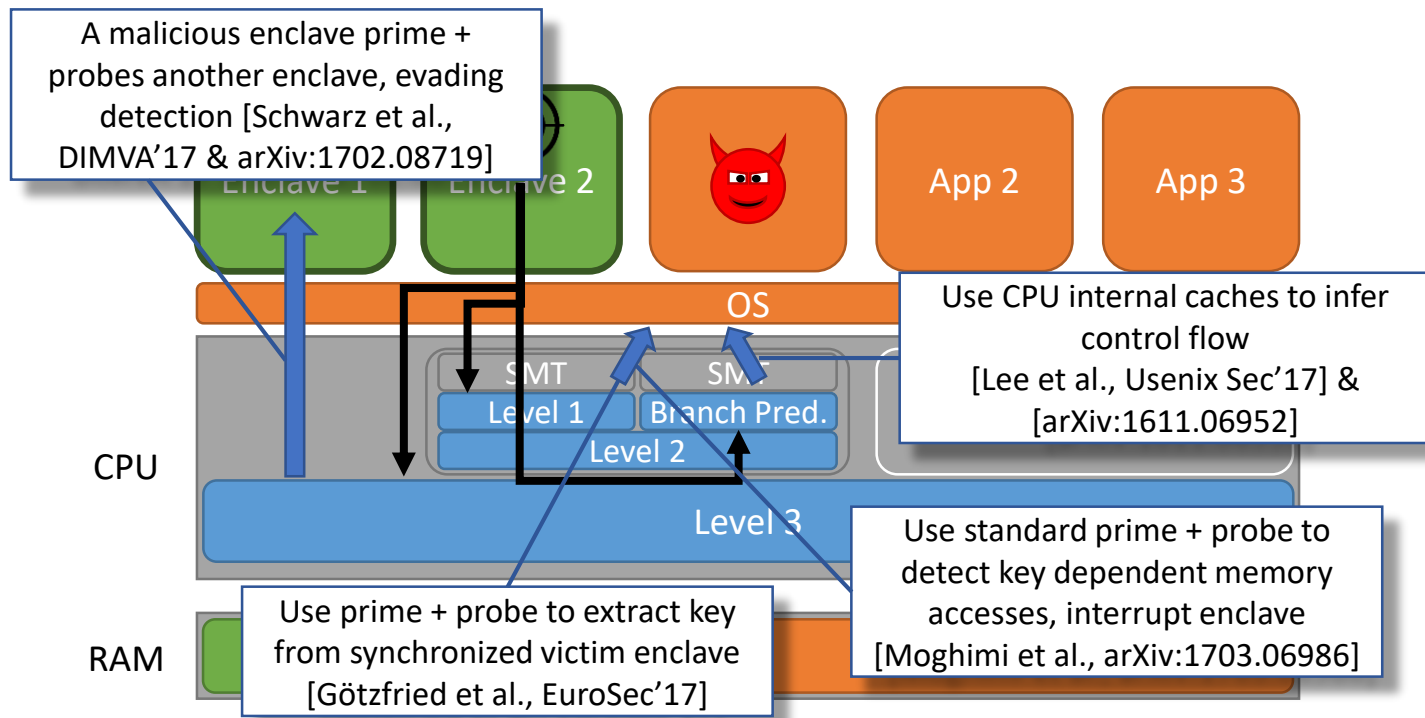 A malicious enclave prime +
probes another enclave, evading
detection [Schwarz et al.,
DIMVA’17 & arXiv:1702.08719]
Enclave 1
Enclave 2
App 2
App 3
OS
Use CPU internal caches to infer
control flow
[Lee et al., Usenix Sec’17] &
[arXiv:1611.06952]
SMT
SMT
Level 1
Branch Pred.
Level 2
CPU
Level 3
Use standard prime + probe to
detect key dependent memory
accesses, interrupt enclave
[Moghimi et al., arXiv:1703.06986]
Use prime + probe to extract key
from synchronized victim enclave
[Götzfried et al., EuroSec’17]
RAM